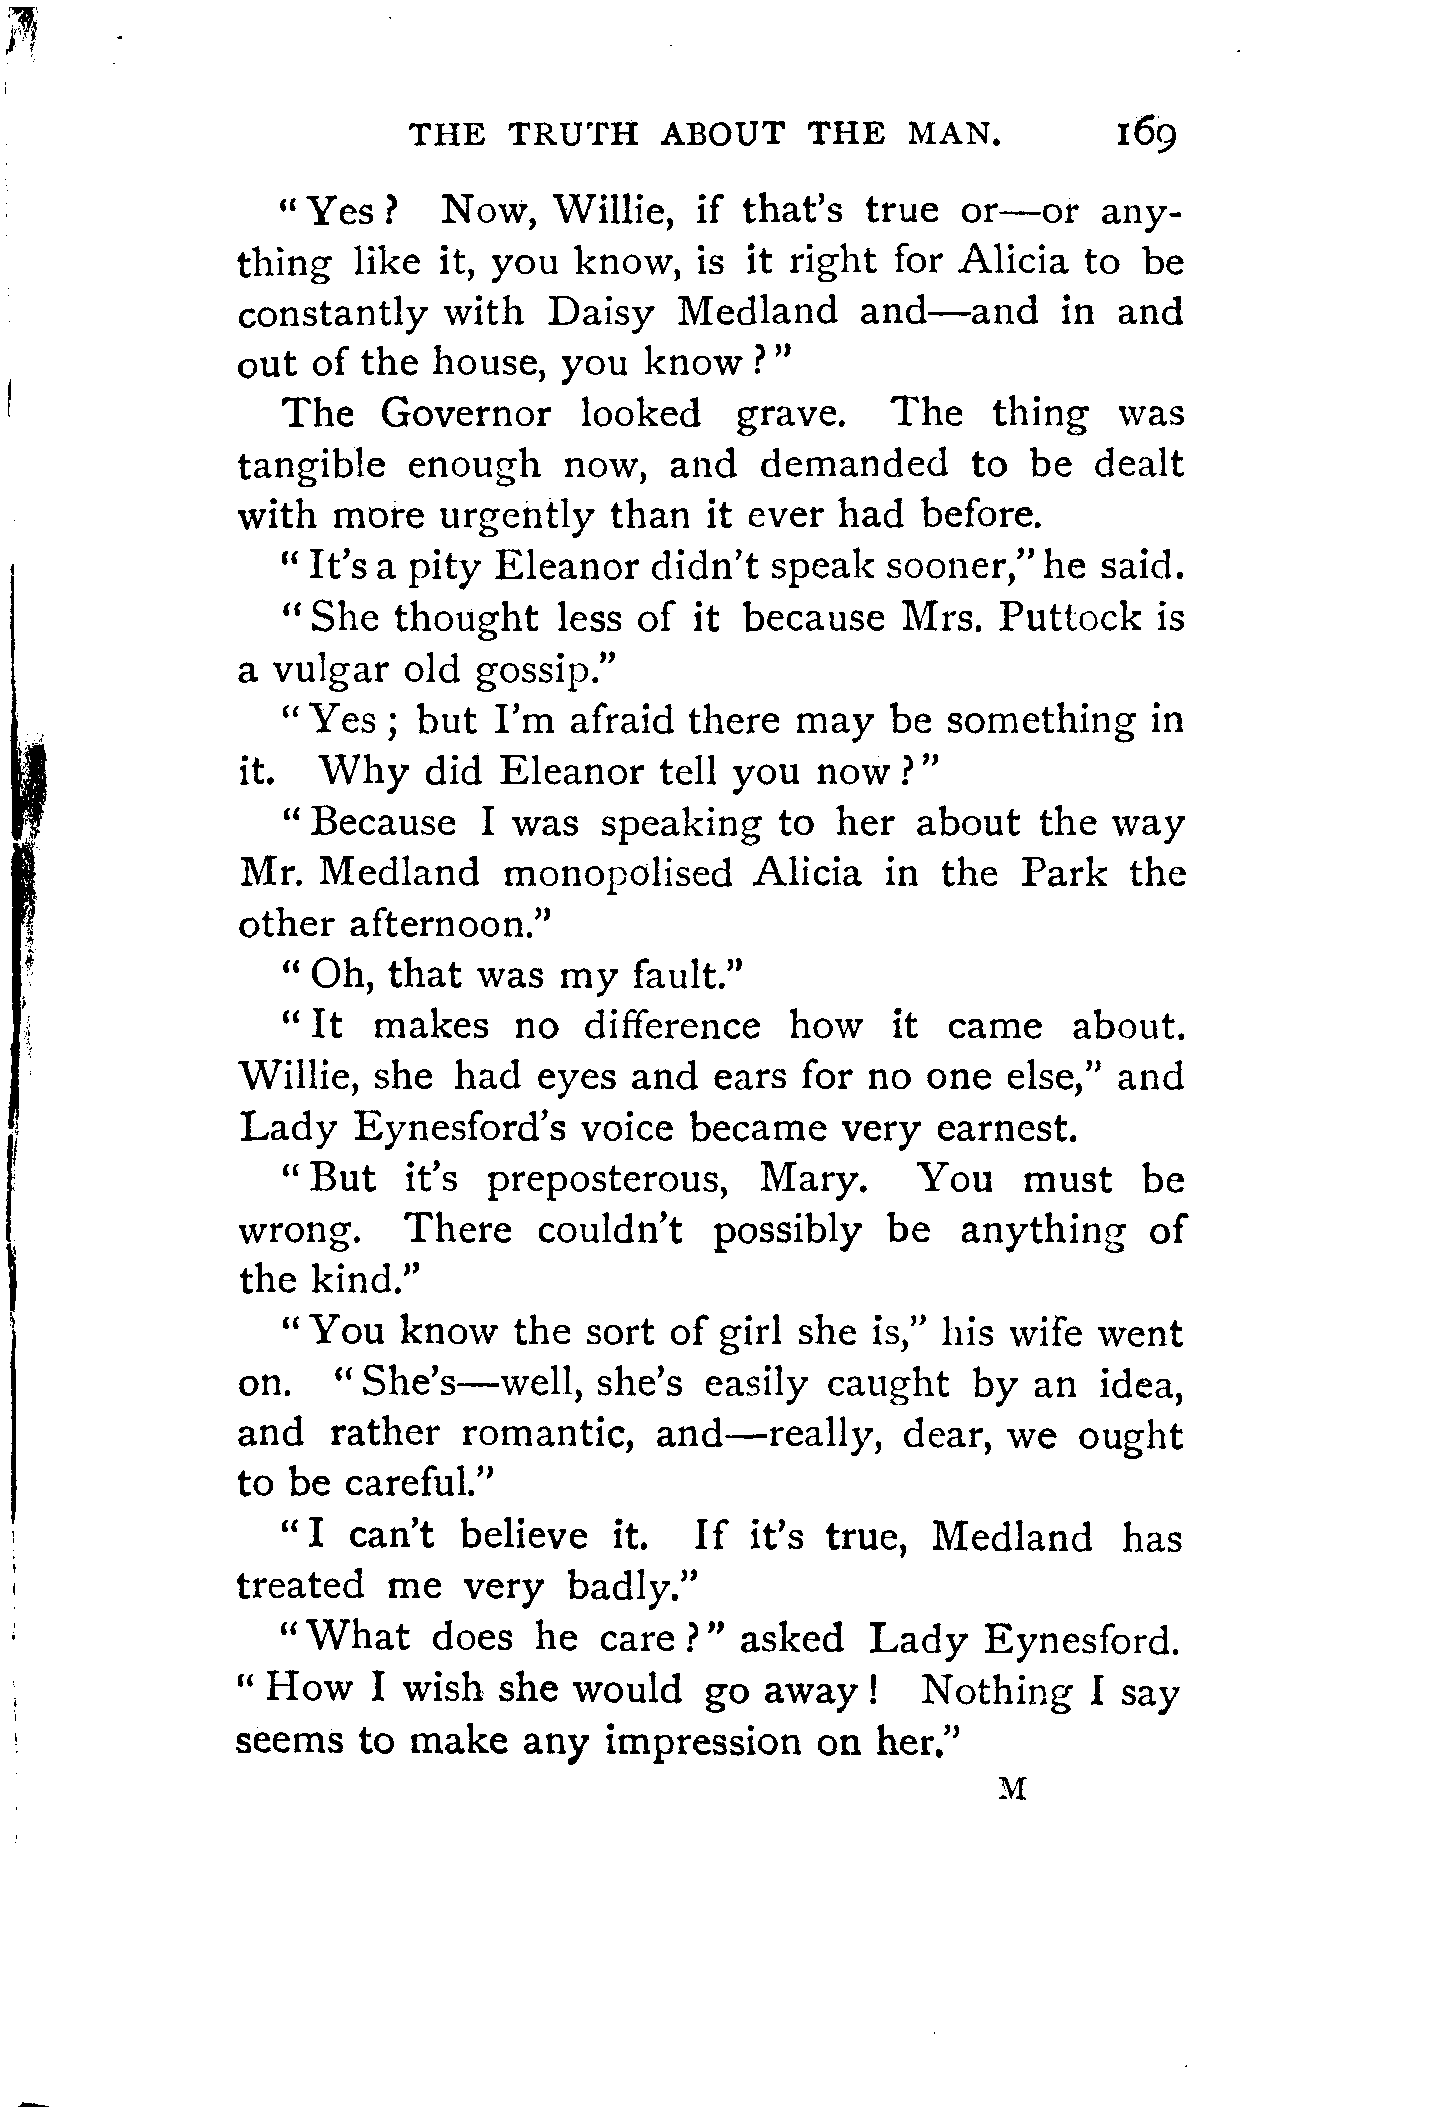 THE TRUTH ABOUT THE MAN. 169
"Yes? Now, Willie, if that's true or—or any-
thing like it, you know, is it right for Alicia to be
constantly with Daisy Medland and—and in and
out of the house, you know?"
The Governor looked grave. The thing was
tangible enough now, and demanded to be dealt
with more urgently than it ever had before.
"It's a pity Eleanor didn't speak sooner," he said.
"She thought less of it because Mrs. Puttock is
a vulgar old gossip."
"Yes; but I'm afraid there may be something in
it. Why did Eleanor tell you now?"
"Because I was speaking to her about the way
Mr. Medland monopolised Alicia in the Park the
other afternoon."
"Oh, that was my fault."
"It makes no difference how it came about.
Willie, she had eyes and ears for no one else," and
Lady Eynesford's voice became very earnest.
"But it's preposterous, Mary. You must be
wrong. There couldn't possibly be anything of
the kind."
"You know the sort of girl she is," his wife went
on. "She's—well, she's easily caught by an idea,
and rather romantic, and—really, dear, we ought
to be careful."
"I can't believe it. If it's true, Medland has
treated me very badly."
"What does he care?" asked Lady Eynesford.
"How I wish she would go away! Nothing I say
seems to make any impression on her."
M